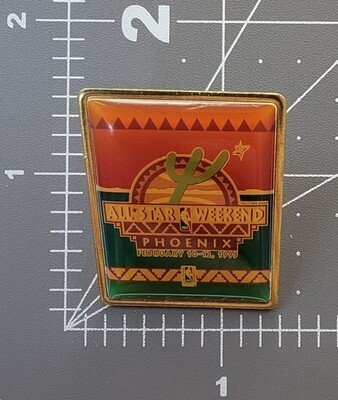 2
1
ALL★STAR WEEKEND
PHOENIX
FEBRUARY 10-12, 1995
1